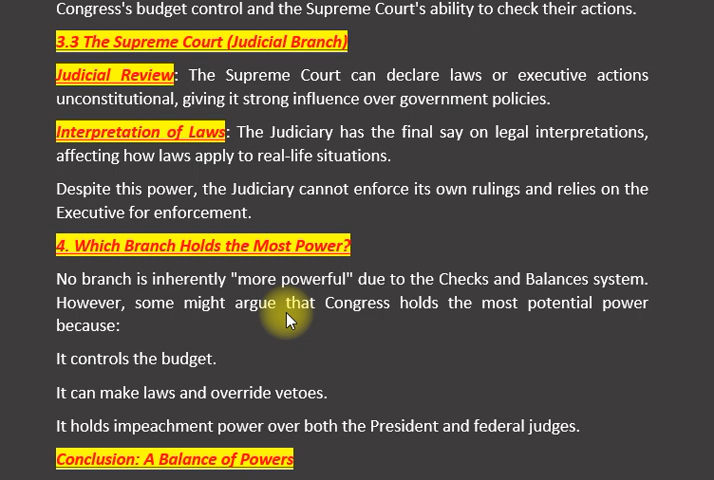 Congress's budget control and the Supreme Court's ability to check their actions.
3.3 The Supreme Court (Judicial Branch)
Judicial Review: The Supreme Court can declare laws or executive actions
unconstitutional, giving it strong influence over government policies.
Interpretation of Laws: The Judiciary has the final say on legal interpretations,
affecting how laws apply to real-life situations.
Despite this power, the Judiciary cannot enforce its own rulings and relies on the
Executive for enforcement.
4. Which Branch Holds the Most Power?
No branch is inherently "more powerful" due to the Checks and Balances system.
However, some might argue that Congress holds the most potential power
because:
It controls the budget.
It can make laws and override vetoes.
It holds impeachment power over both the President and federal judges.
Conclusion: A Balance of Powers